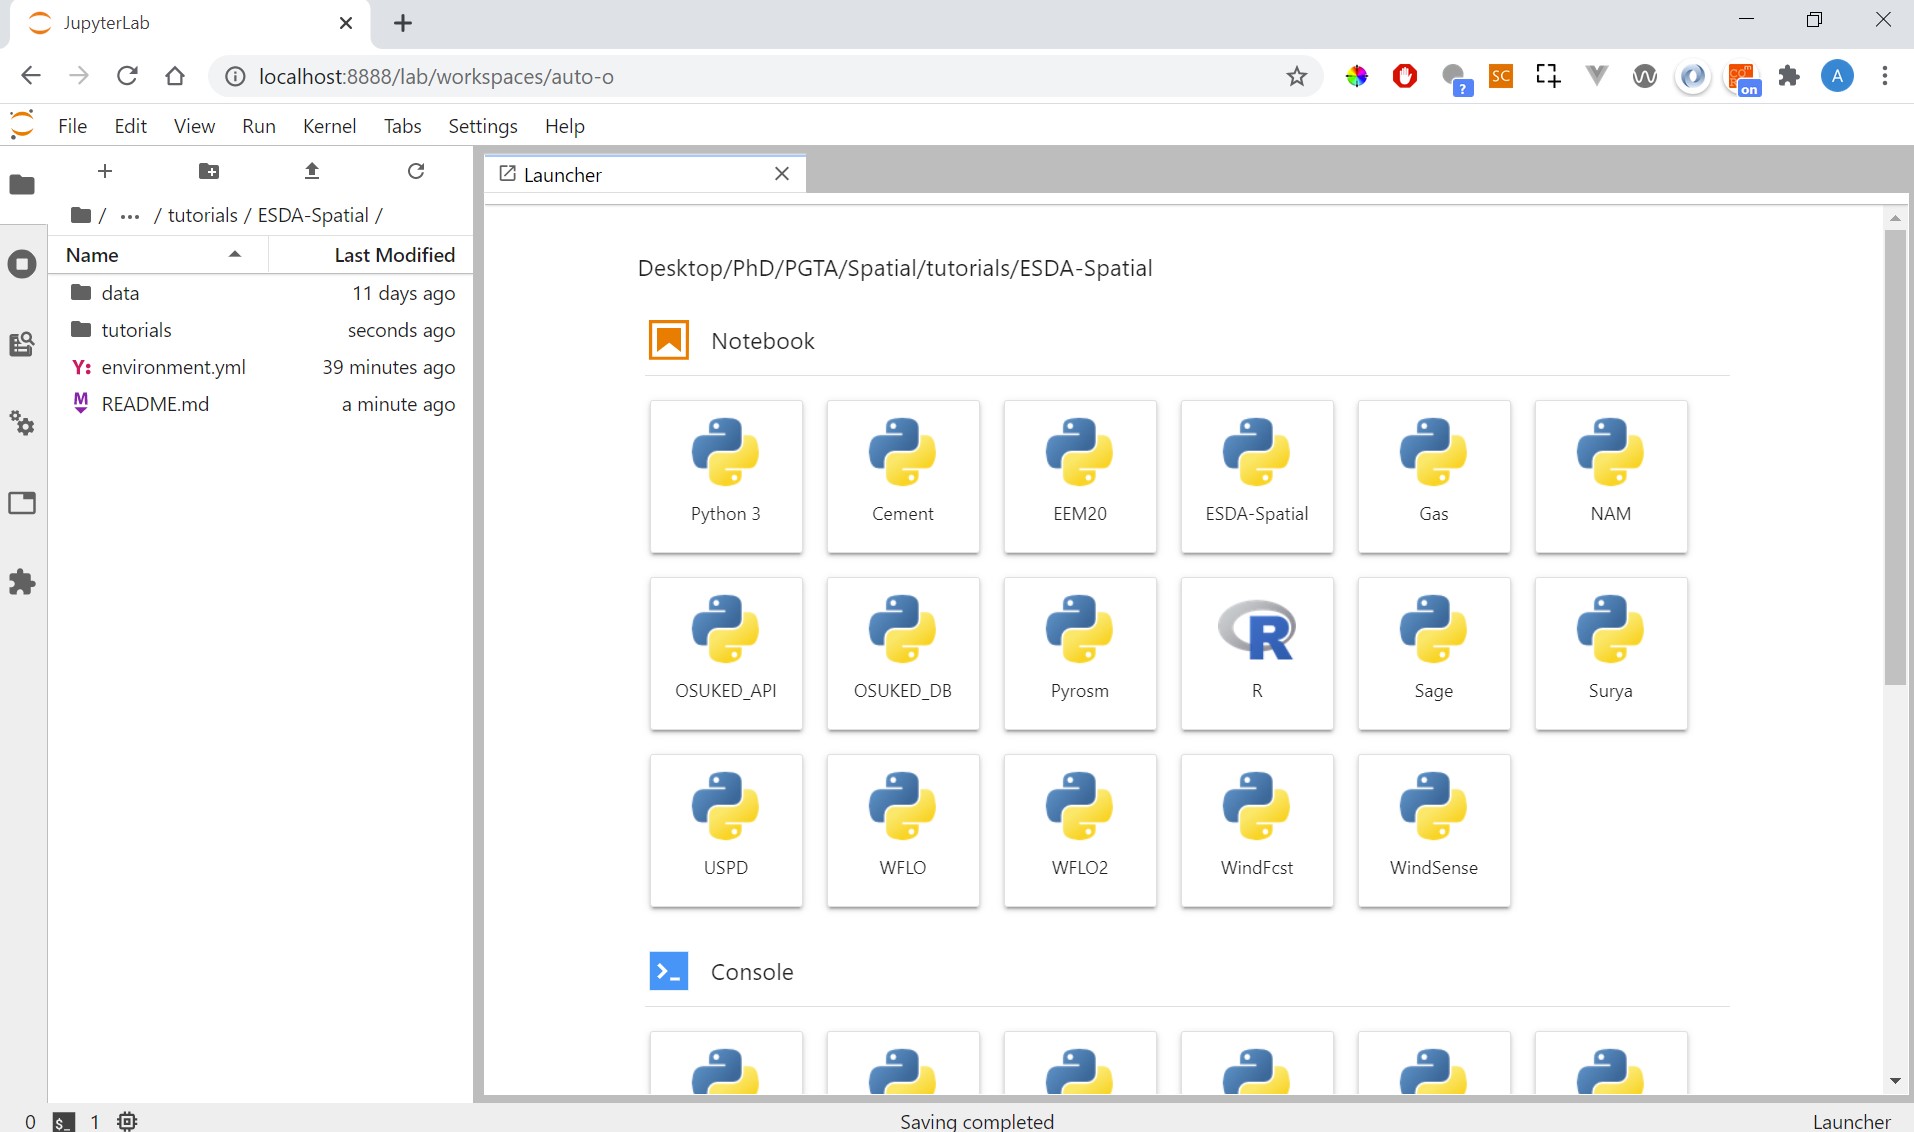 JupyterLab
localhost:8888/lab/workspaces/auto-o
?
SC
on
A
File Edit View Run Kernel Tabs Settings Help
/ ... / tutorials / ESDA-Spatial /
Name Last Modified
data 11 days ago
tutorials seconds ago
Y: environment.yml 39 minutes ago
M README.md a minute ago
Launcher
Desktop/PhD/PGTA/Spatial/tutorials/ESDA-Spatial
Notebook
Python 3 Cement EEM20 ESDA-Spatial Gas NAM
OSUKED_API OSUKED_DB Pyrosm R Sage Surya
USPD WFLO WFLO2 WindFcst WindSense
Console
0 $_ 1 Saving completed Launcher